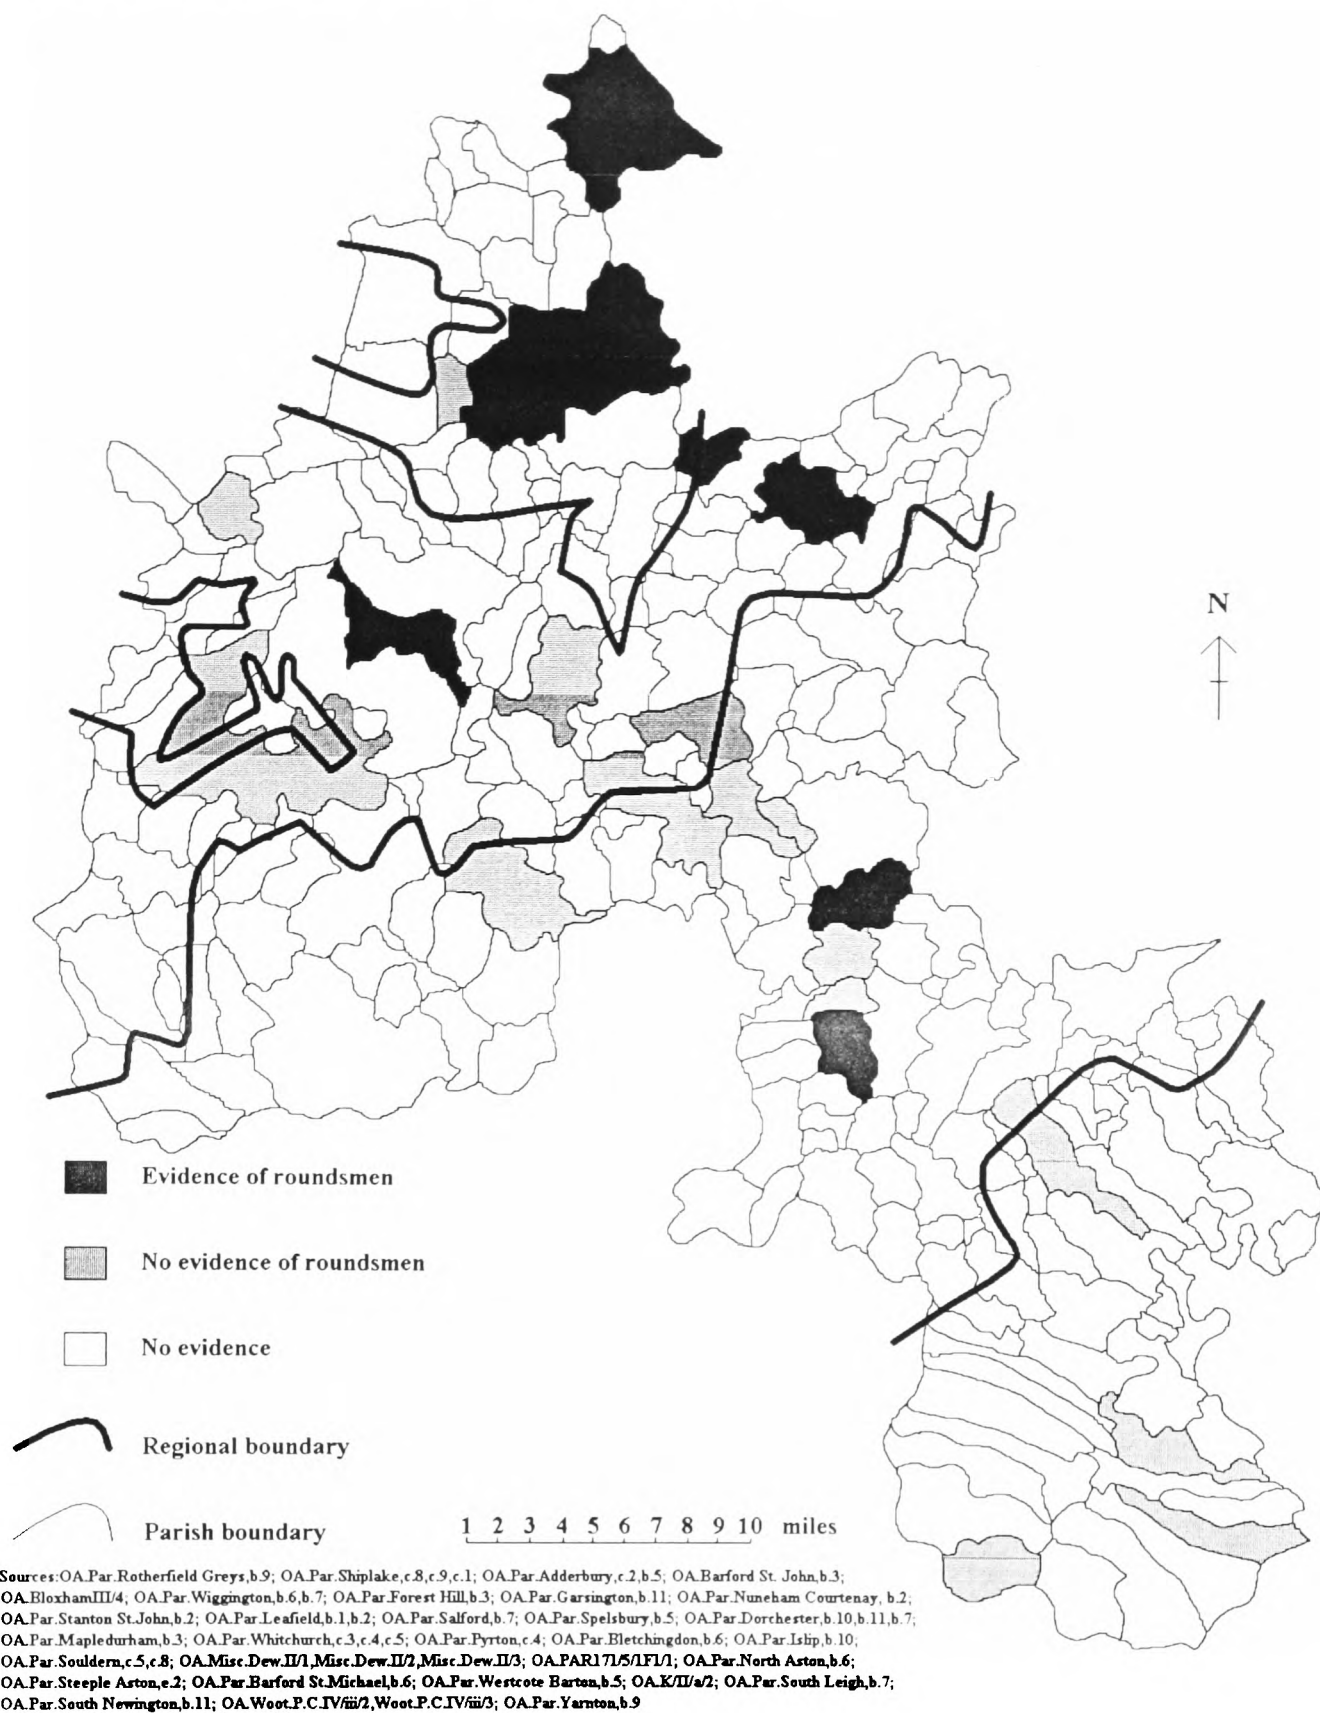 N
Evidence of roundsmen
No evidence of roundsmen
No evidence
Regional boundary
Parish boundary
1 2 3 4 5 6 7 8 9 10 miles
Sources:OA.Par.Rotherfield Greys,b.9; OA.Par.Shiplake,c.8,c.9,c.1; OA.Par.Adderbury,c.2,b.5; OA.Barford St. John,b.3;
OA.BloxhamIII/4; OA.Par.Wiggington,b.6,b.7; OA.Par.Forest Hill,b.3; OA.Par.Garsington,b.11; OA.Par.Nuneham Courtenay, b.2;
OA.Par.Stanton St.John,b.2; OA.Par.Leafield,b.1,b.2; OA.Par.Salford,b.7; OA.Par.Spelsbury,b.5; OA.Par.Dorchester,b.10,b.11,b.7;
OA.Par.Mapledurham,b.3; OA.Par.Whitchurch,c.3,c.4,c.5; OA.Par.Pyrton,c.4; OA.Par.Bletchingdon,b.6; OA.Par.Islip,b.10;
OA.Par.Souldern,c.5,c.8; OA.Misc.Dew.II/1,Misc.Dew.II/2,Misc.Dew.II/3; OA.PAR171/5/1F1/1; OA.Par.North Aston,b.6;
OA.Par.Steeple Aston,e.2; OA.Par.Barford St.Michael,b.6; OA.Par.Westcote Barton,b.5; OA.K/II/a/2; OA.Par.South Leigh,b.7;
OA.Par.South Newington,b.11; OA.Woot.P.C.IV/iii/2,Woot.P.C.IV/iii/3; OA.Par.Yarnton,b.9